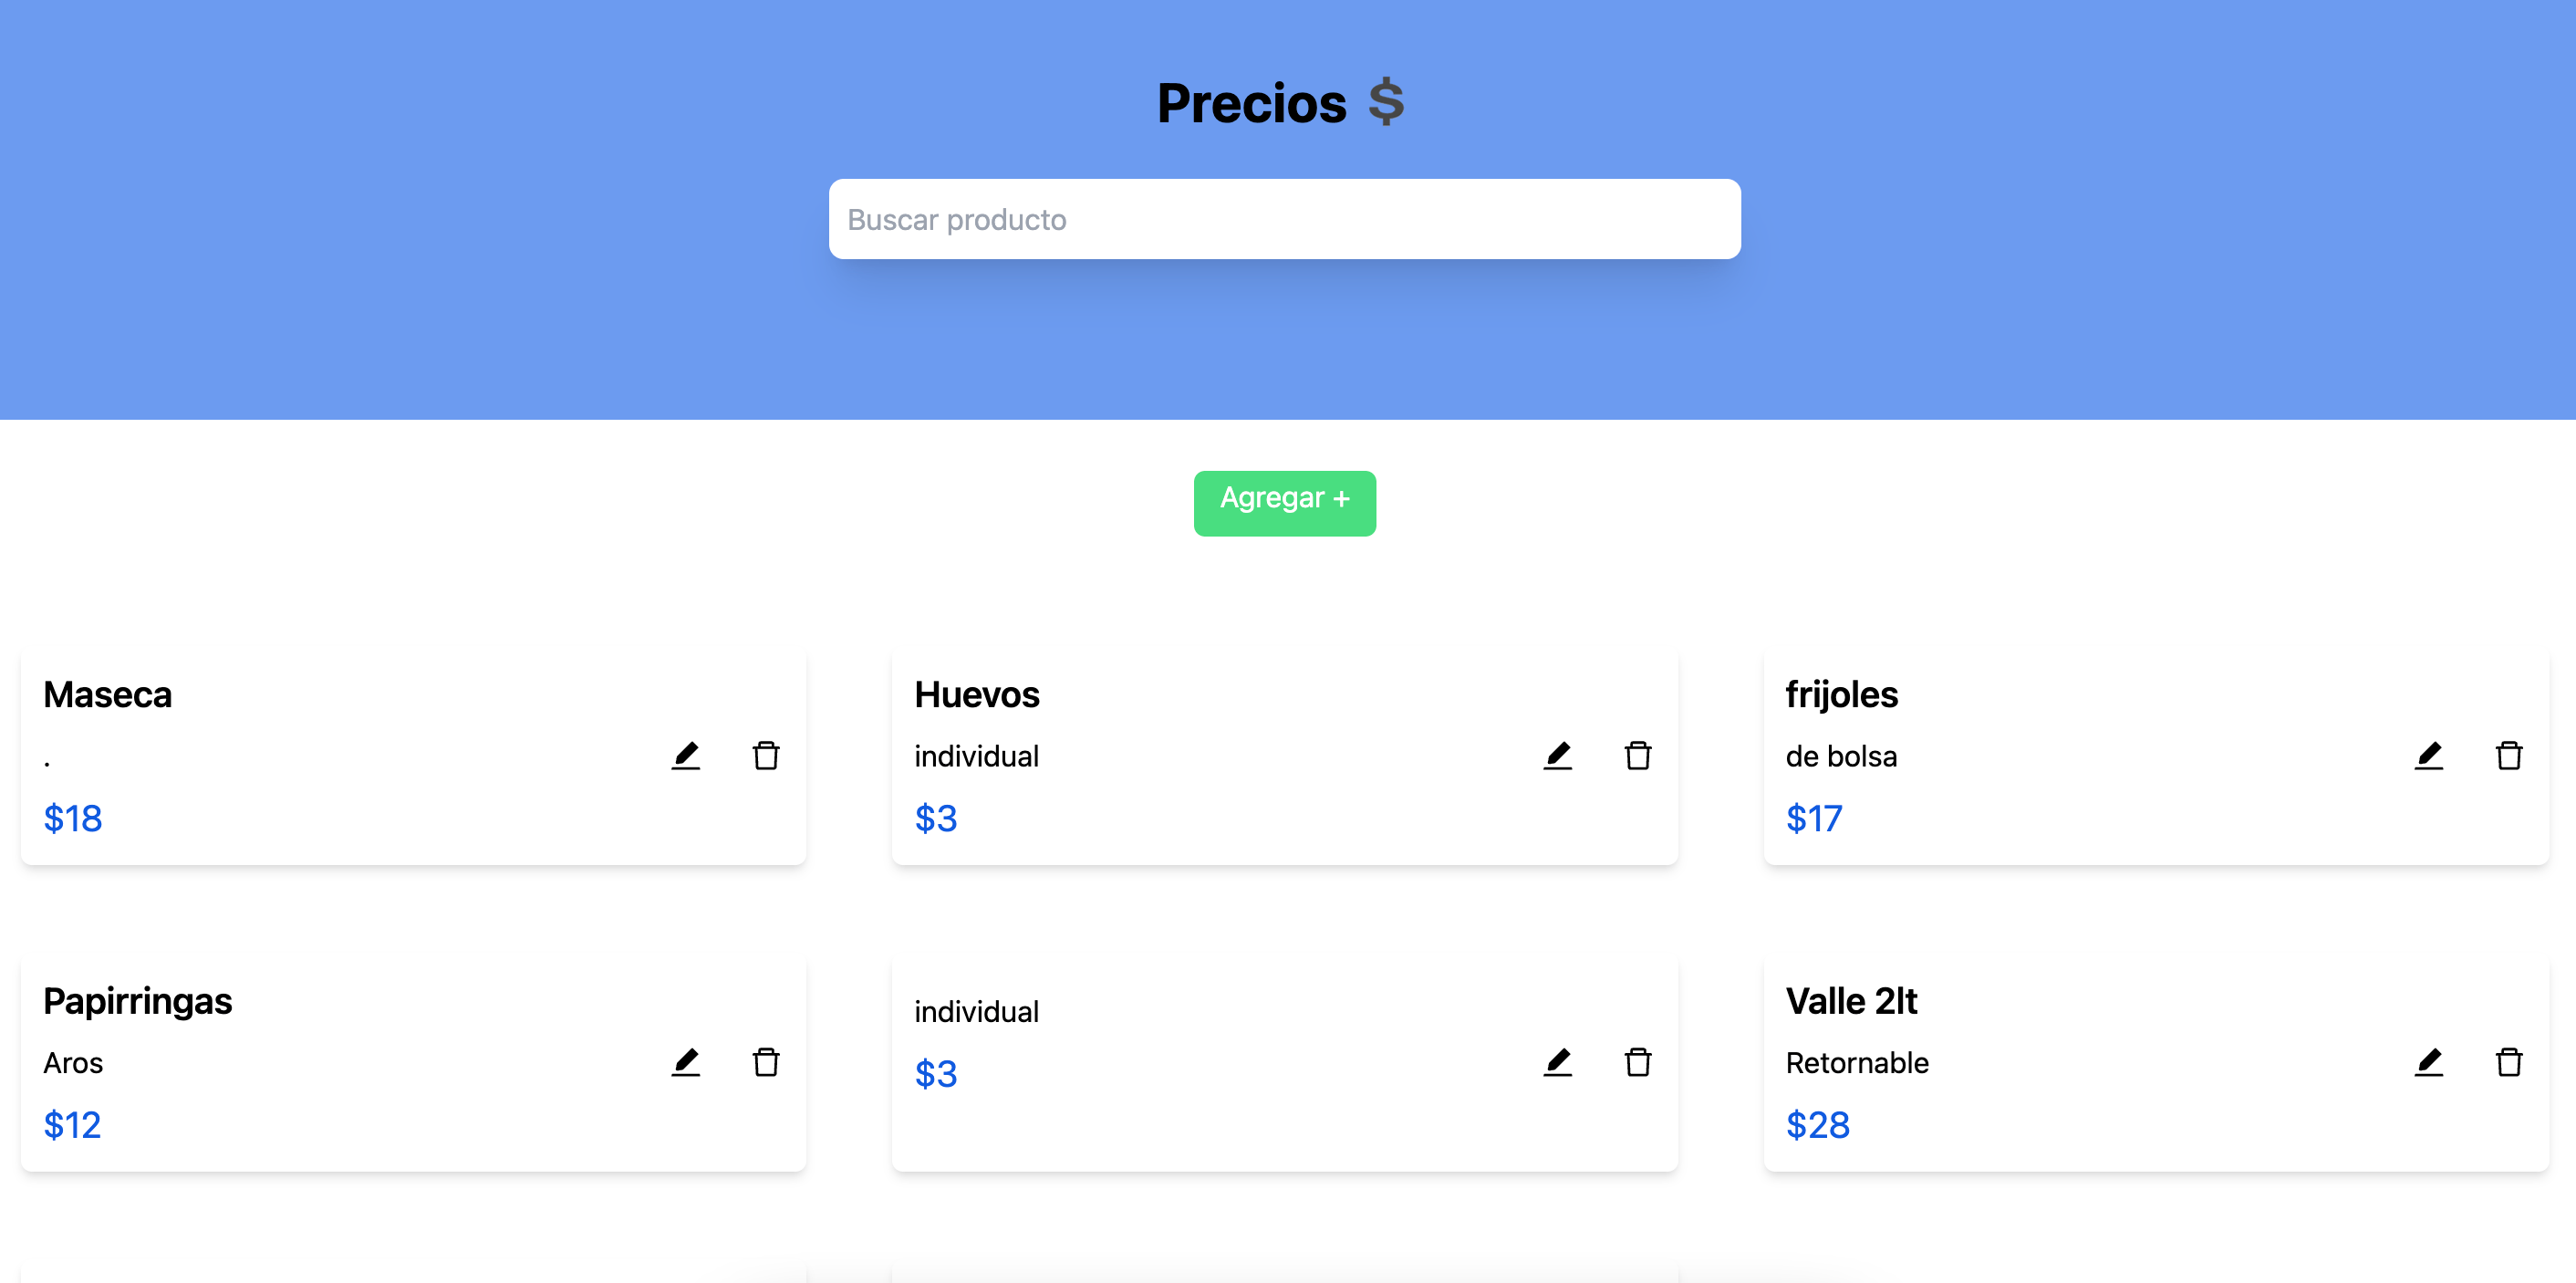 Precios $
Buscar producto
Agregar +
Maseca
.
$18
Huevos
individual
$3
frijoles
de bolsa
$17
Papirringas
Aros
$12
individual
$3
Valle 2lt
Retornable
$28